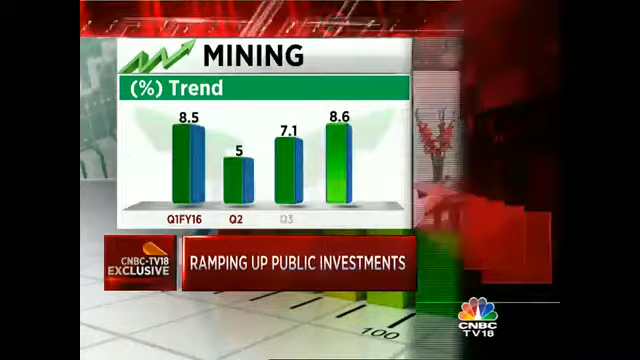 MINING
(%) Trend
8.5
5
7.1
8.6
Q1FY16
Q2
Q3
CNBC-TV18
EXCLUSIVE
RAMPING UP PUBLIC INVESTMENTS
100
CNBC
TV18